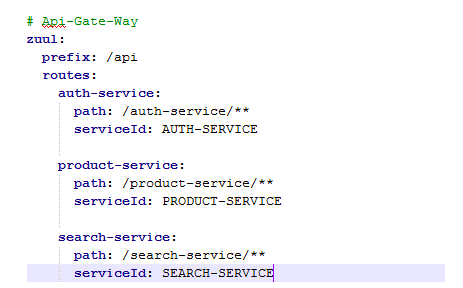 # Api-Gate-Way
zuul:
  prefix: /api
  routes:
    auth-service:
      path: /auth-service/**
      serviceId: AUTH-SERVICE

    product-service:
      path: /product-service/**
      serviceId: PRODUCT-SERVICE

    search-service:
      path: /search-service/**
      serviceId: SEARCH-SERVICE